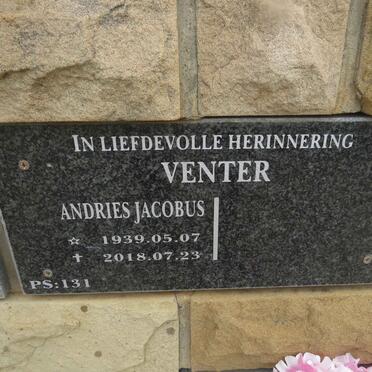 IN LIEFDEVOLLE HERINNERING
VENTER
ANDRIES JACOBUS
☆ 1939.05.07
✝ 2018.07.23
PS:131